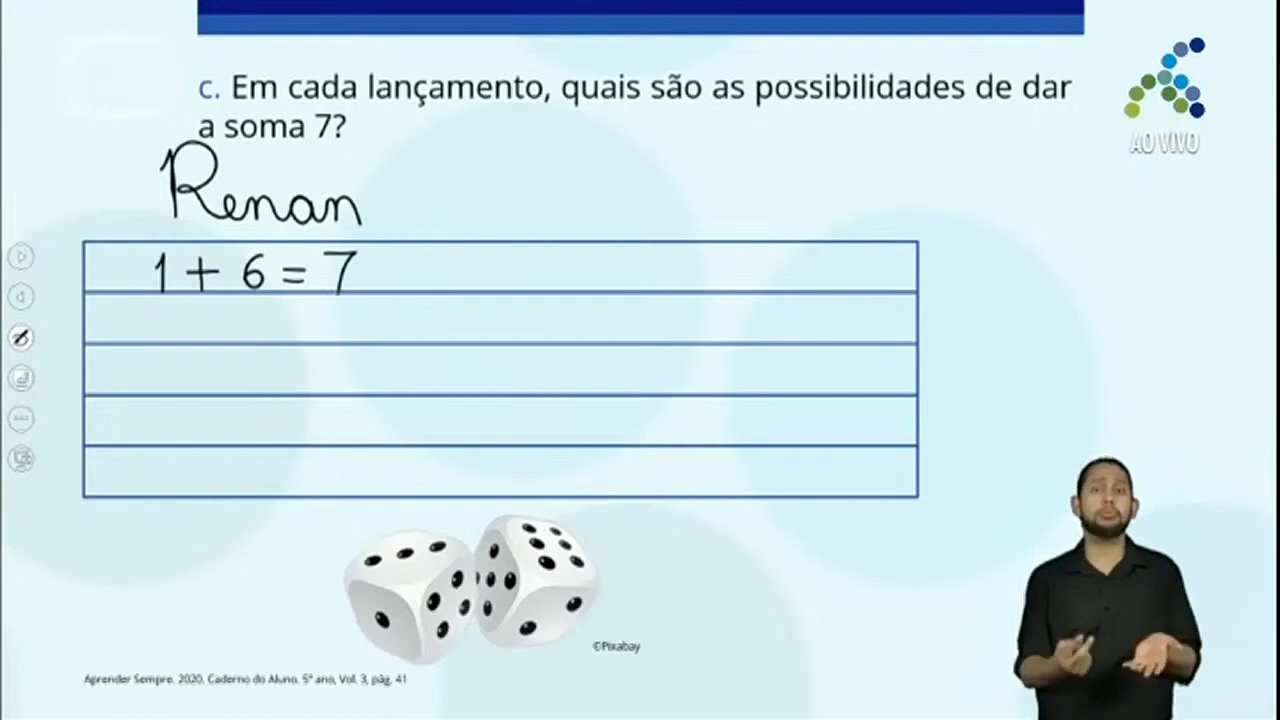 c. Em cada lançamento, quais são as possibilidades de dar
a soma 7?
AO VIVO
Renan
1 + 6 = 7
©Pixabay
Aprender Sempre. 2020. Caderno do Aluno. 5º ano, Vol. 3, pág. 41